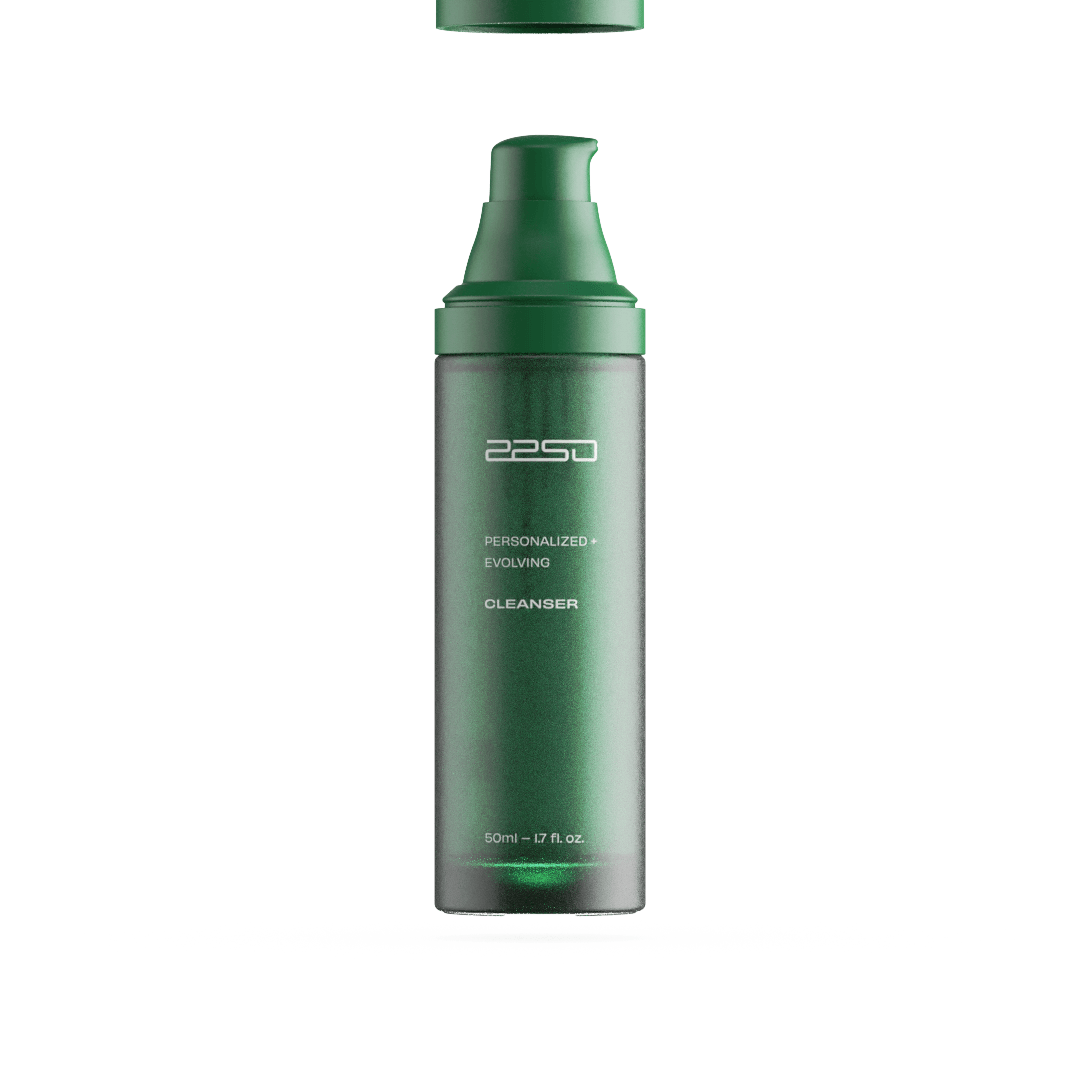 2250
PERSONALIZED +
EVOLVING
CLEANSER
50ml – 1.7 fl. oz.